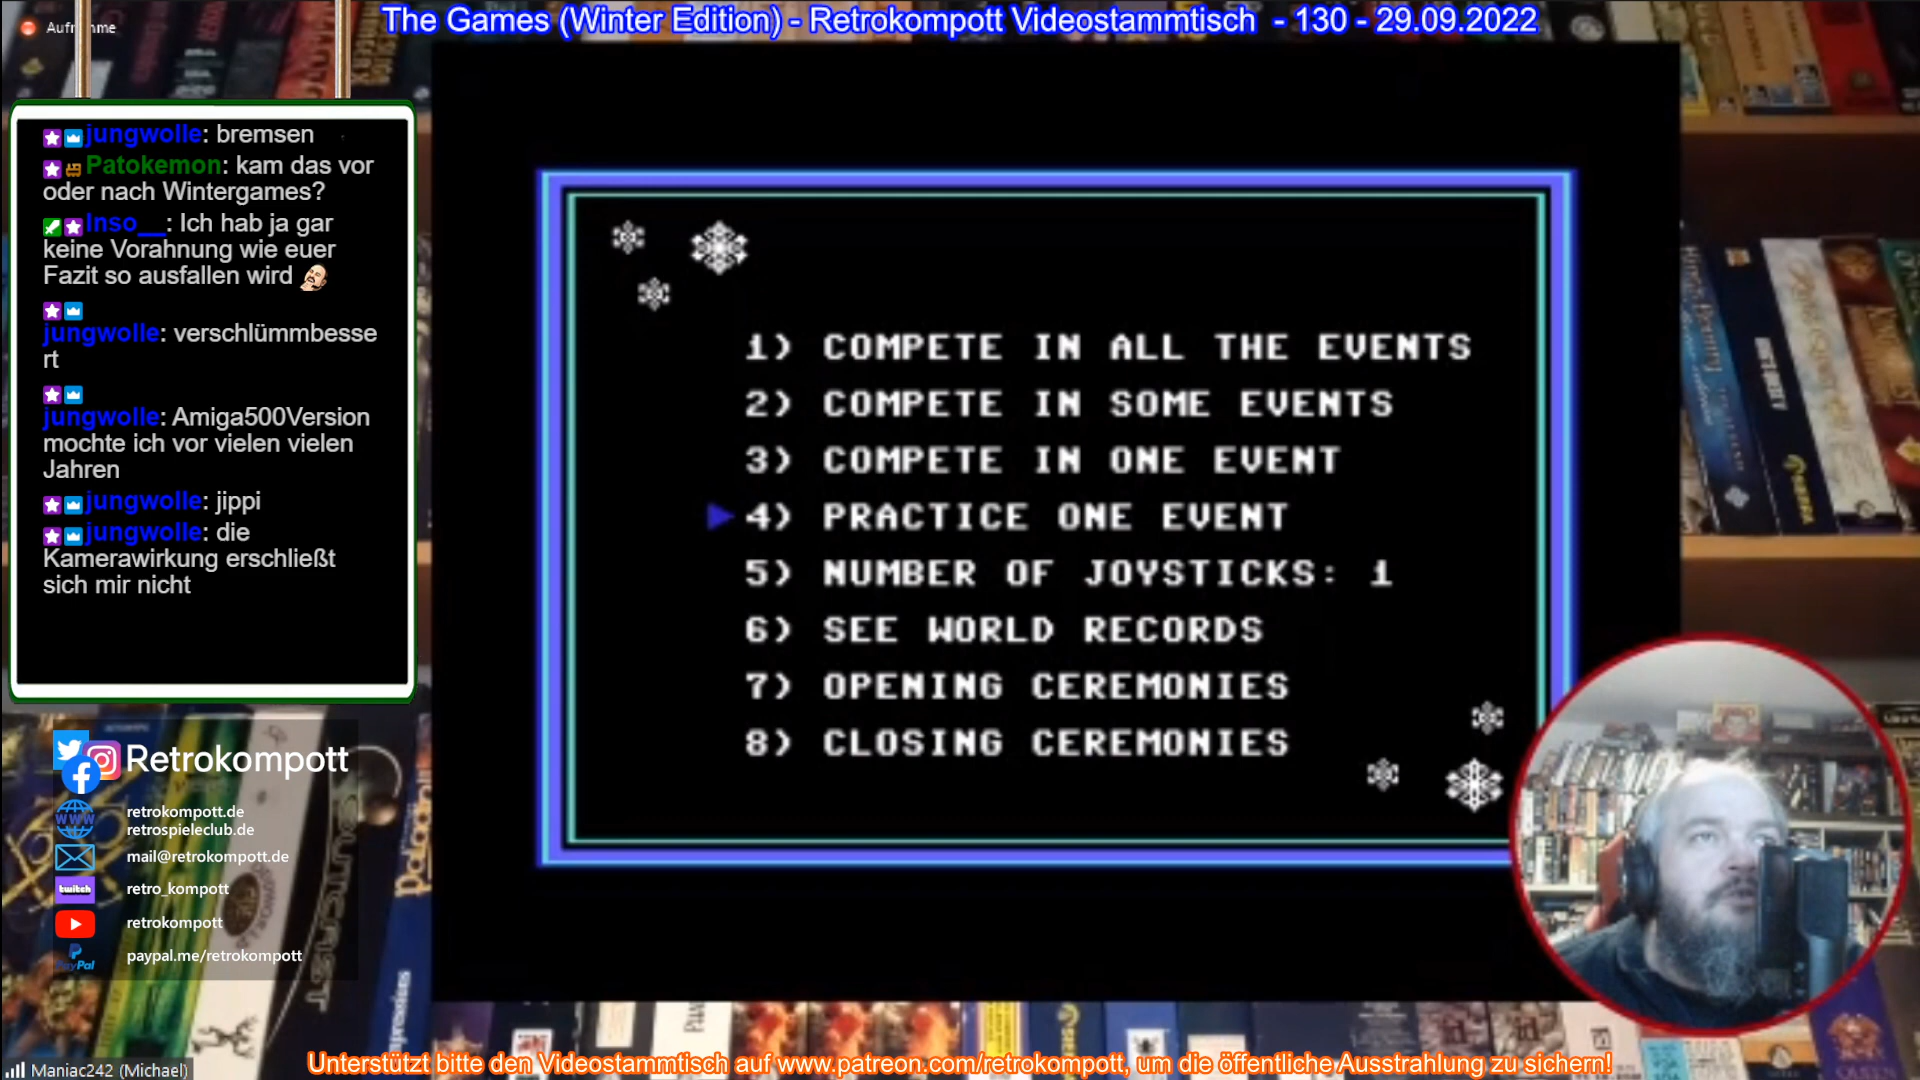 The Games (Winter Edition) - Retrokompott Videostammtisch - 130 - 29.09.2022
jungwolle: bremsen
Patokemon: kam das vor
oder nach Wintergames?
Inso__: Ich hab ja gar
keine Vorahnung wie euer
Fazit so ausfallen wird
jungwolle: verschlümmbesse
rt
jungwolle: Amiga500Version
mochte ich vor vielen vielen
Jahren
jungwolle: jippi
jungwolle: die
Kamerawirkung erschließt
sich mir nicht
1) COMPETE IN ALL THE EVENTS
2) COMPETE IN SOME EVENTS
3) COMPETE IN ONE EVENT
4) PRACTICE ONE EVENT
5) NUMBER OF JOYSTICKS: 1
6) SEE WORLD RECORDS
7) OPENING CEREMONIES
8) CLOSING CEREMONIES
Retrokompott
WWW
retrokompott.de
retrospieleclub.de
mail@retrokompott.de
twitch
retro_kompott
retrokompott
PayPal
paypal.me/retrokompott
Maniac242 (Michael)
Unterstützt bitte den Videostammtisch auf www.patreon.com/retrokompott, um die öffentliche Ausstrahlung zu sichern!